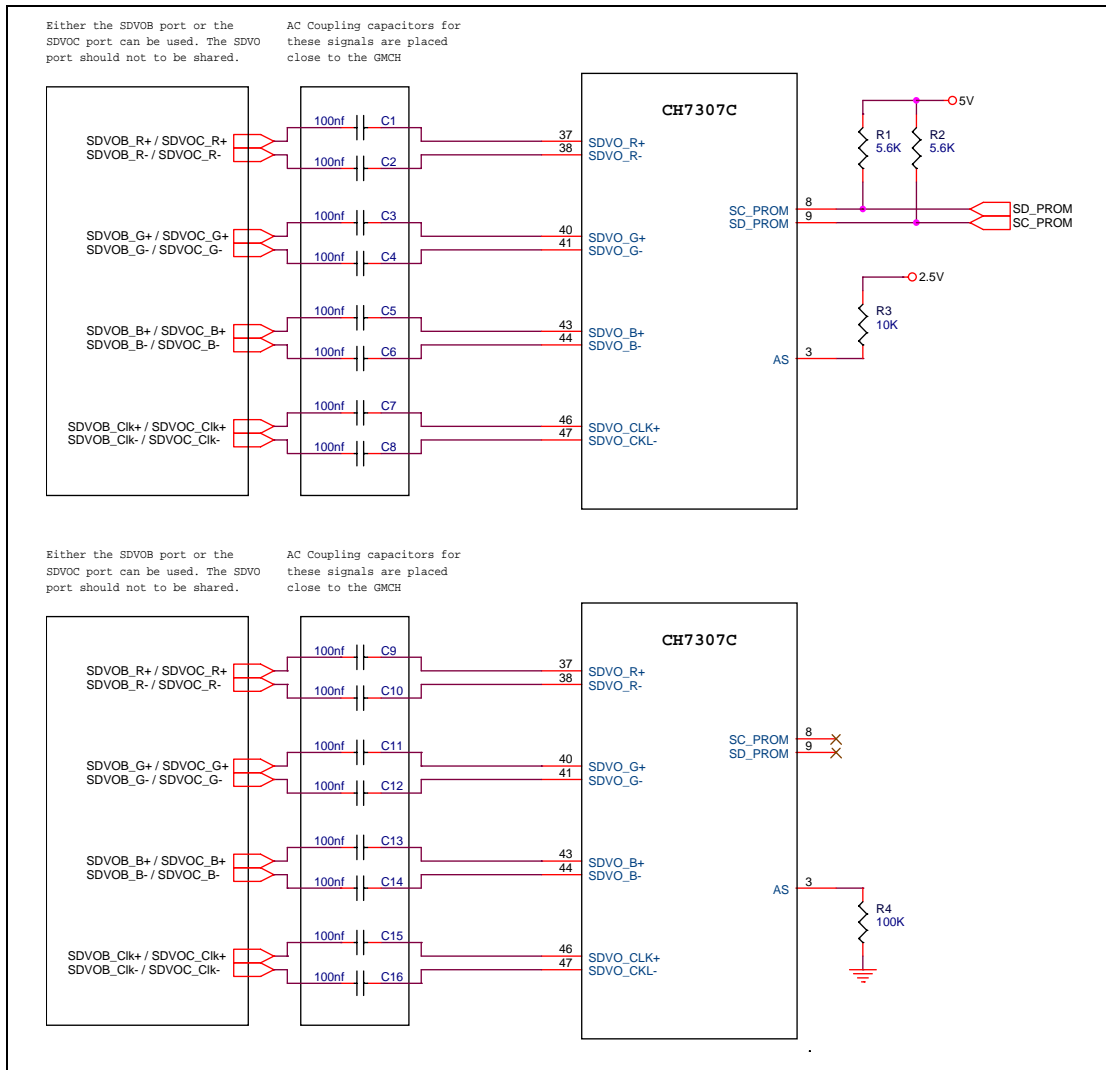 Either the SDVOB port or the
SDVOC port can be used. The SDVO
port should not to be shared.
AC Coupling capacitors for
these signals are placed
close to the GMCH
SDVOB_R+ / SDVOC_R+
SDVOB_R- / SDVOC_R-
SDVOB_G+ / SDVOC_G+
SDVOB_G- / SDVOC_G-
SDVOB_B+ / SDVOC_B+
SDVOB_B- / SDVOC_B-
SDVOB_Clk+ / SDVOC_Clk+
SDVOB_Clk- / SDVOC_Clk-
100nf C1
100nf C2
100nf C3
100nf C4
100nf C5
100nf C6
100nf C7
100nf C8
CH7307C
37 SDVO_R+
38 SDVO_R-
40 SDVO_G+
41 SDVO_G-
43 SDVO_B+
44 SDVO_B-
46 SDVO_CLK+
47 SDVO_CKL-
SC_PROM 8
SD_PROM 9
AS 3
5V
R1
5.6K
R2
5.6K
SD_PROM
SC_PROM
2.5V
R3
10K
Either the SDVOB port or the
SDVOC port can be used. The SDVO
port should not to be shared.
AC Coupling capacitors for
these signals are placed
close to the GMCH
SDVOB_R+ / SDVOC_R+
SDVOB_R- / SDVOC_R-
SDVOB_G+ / SDVOC_G+
SDVOB_G- / SDVOC_G-
SDVOB_B+ / SDVOC_B+
SDVOB_B- / SDVOC_B-
SDVOB_Clk+ / SDVOC_Clk+
SDVOB_Clk- / SDVOC_Clk-
100nf C9
100nf C10
100nf C11
100nf C12
100nf C13
100nf C14
100nf C15
100nf C16
CH7307C
37 SDVO_R+
38 SDVO_R-
40 SDVO_G+
41 SDVO_G-
43 SDVO_B+
44 SDVO_B-
46 SDVO_CLK+
47 SDVO_CKL-
SC_PROM 8
SD_PROM 9
AS 3
R4
100K